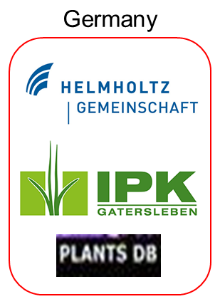 Germany
HELMHOLTZ
GEMEINSCHAFT
IPK
GATERSLEBEN
PLANTS DB